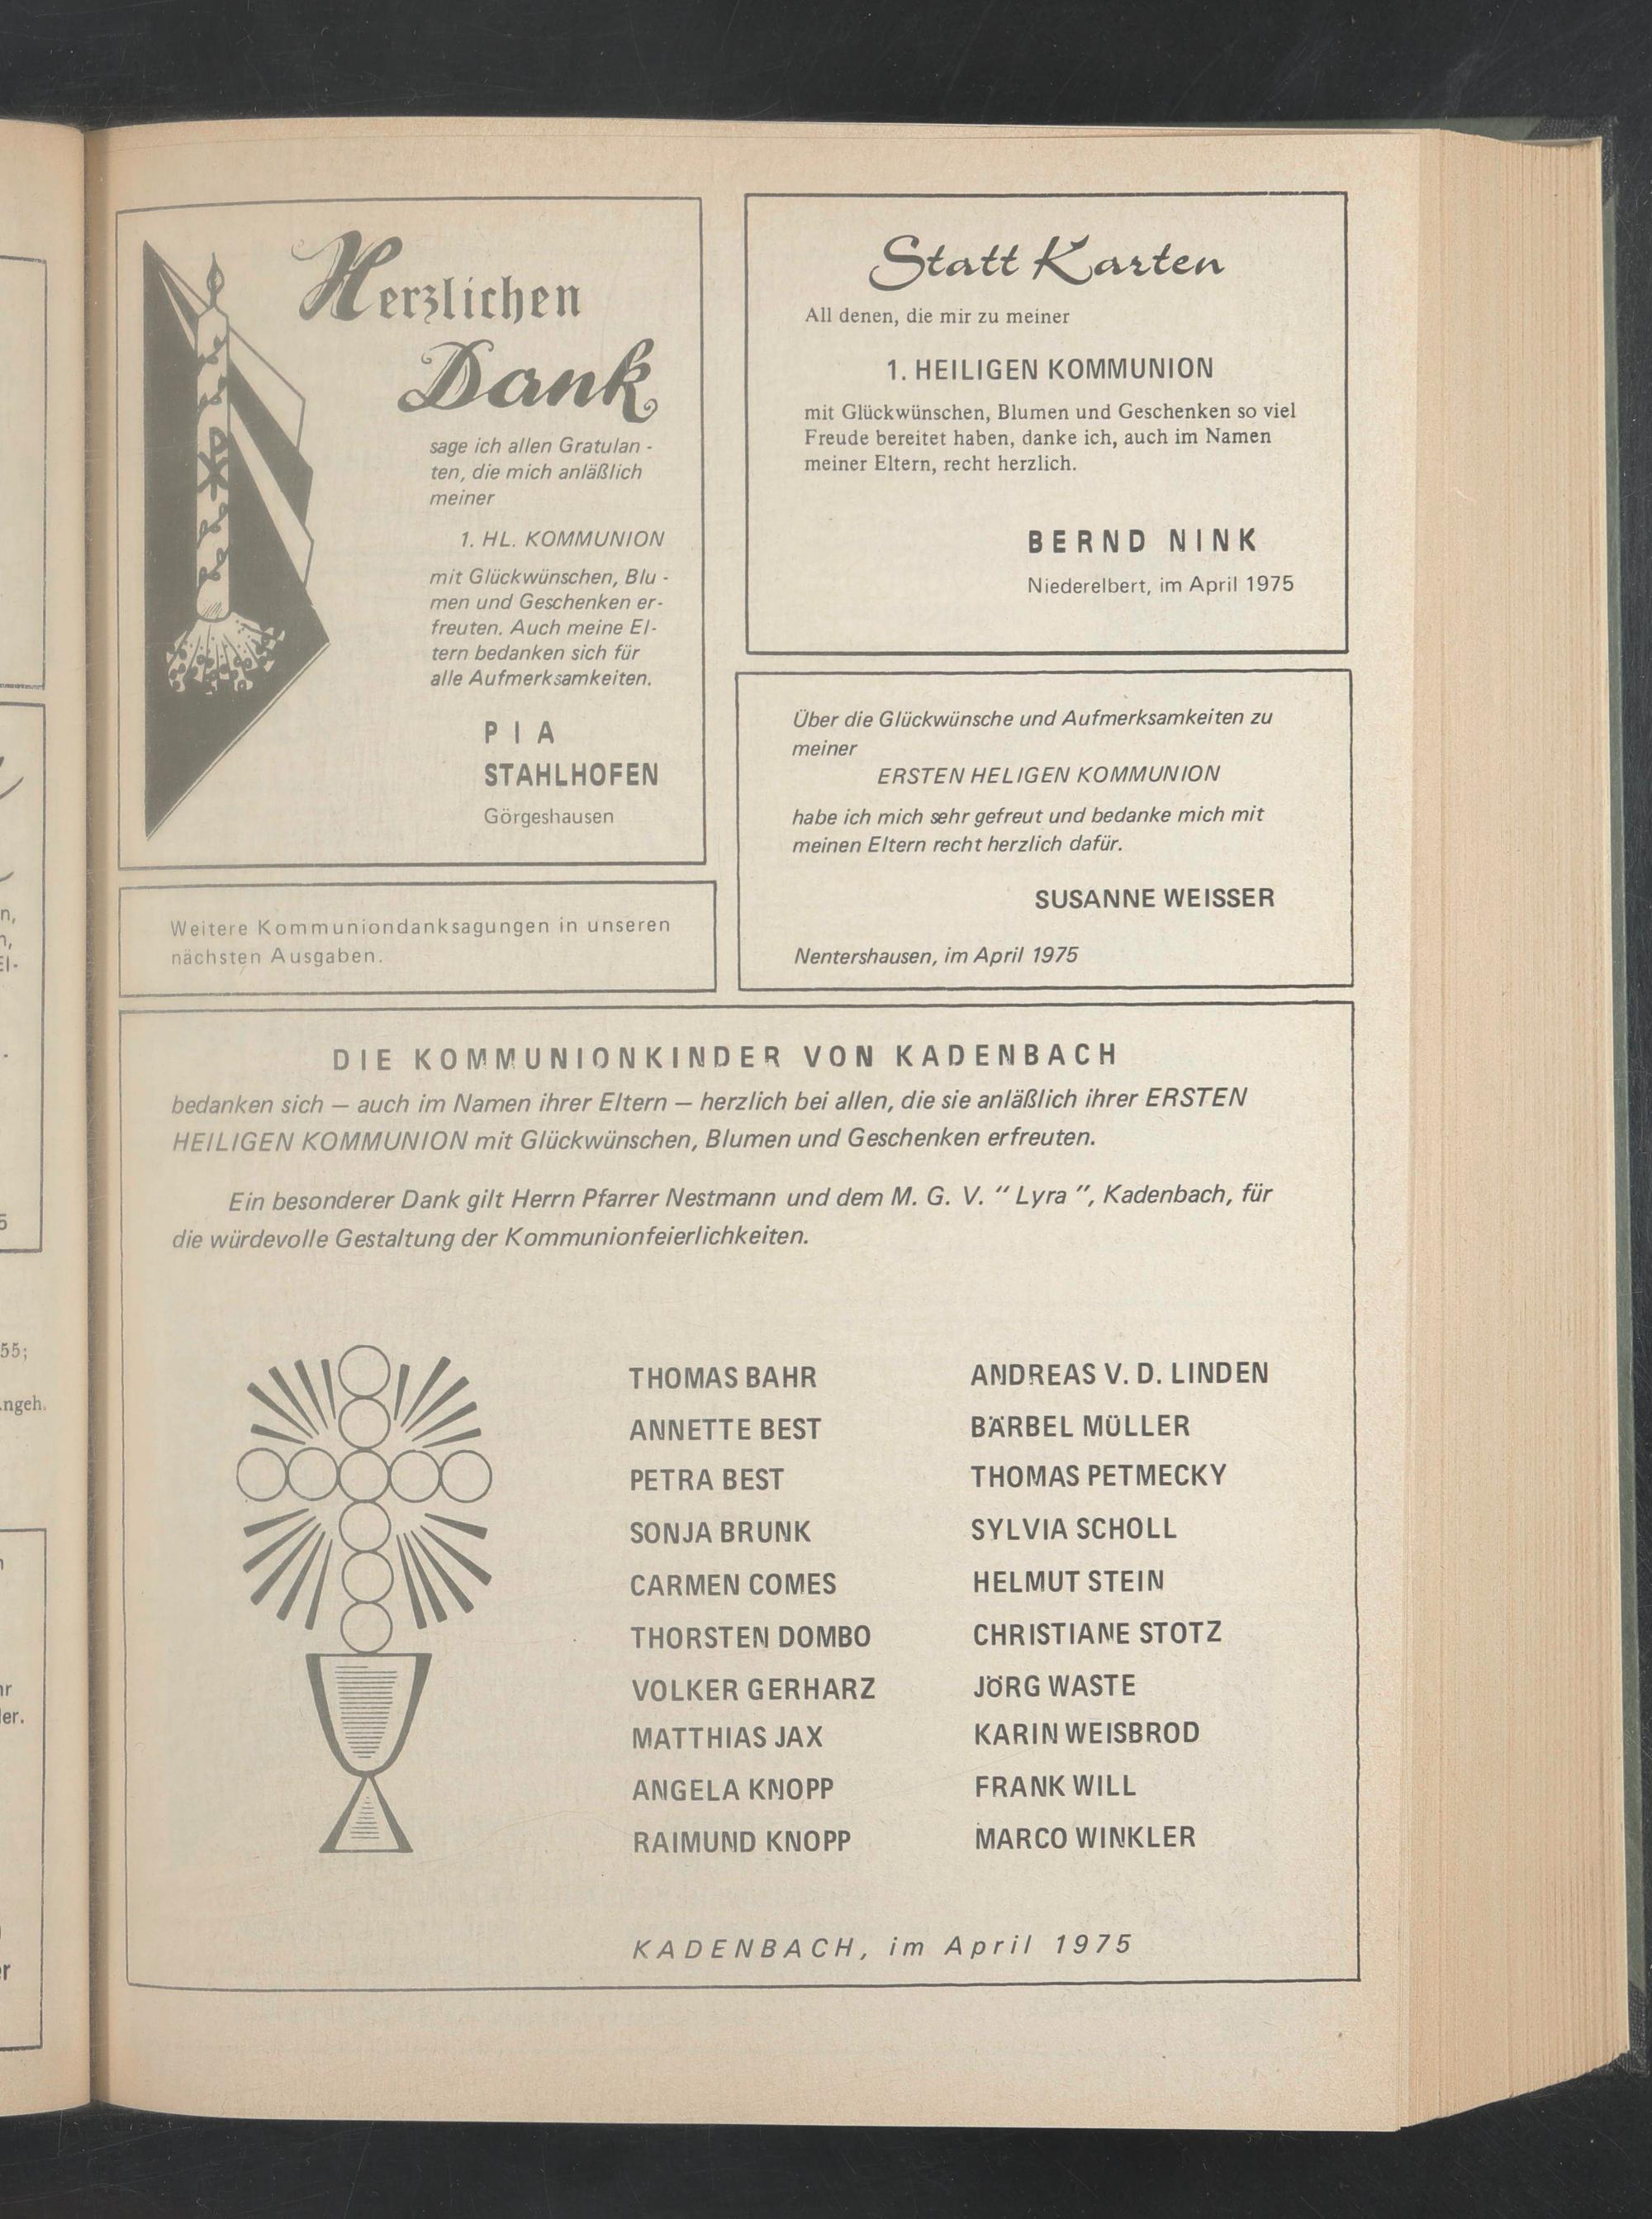 Herzlichen
Dank
sage ich allen Gratulan -
ten, die mich anläßlich
meiner
1. HL. KOMMUNION
mit Glückwünschen, Blu -
men und Geschenken er-
freuten. Auch meine El-
tern bedanken sich für
alle Aufmerksamkeiten.
PIA
STAHLHOFEN
Görgeshausen
Weitere Kommuniondanksagungen in unseren
nächsten Ausgaben.
Statt Karten
All denen, die mir zu meiner
1. HEILIGEN KOMMUNION
mit Glückwünschen, Blumen und Geschenken so viel
Freude bereitet haben, danke ich, auch im Namen
meiner Eltern, recht herzlich.
BERND NINK
Niederelbert, im April 1975
Über die Glückwünsche und Aufmerksamkeiten zu
meiner
ERSTEN HELIGEN KOMMUNION
habe ich mich sehr gefreut und bedanke mich mit
meinen Eltern recht herzlich dafür.
SUSANNE WEISSER
Nentershausen, im April 1975
DIE KOMMUNIONKINDER VON KADENBACH
bedanken sich — auch im Namen ihrer Eltern — herzlich bei allen, die sie anläßlich ihrer ERSTEN
HEILIGEN KOMMUNION mit Glückwünschen, Blumen und Geschenken erfreuten.
Ein besonderer Dank gilt Herrn Pfarrer Nestmann und dem M. G. V. “ Lyra ”, Kadenbach, für
die würdevolle Gestaltung der Kommunionfeierlichkeiten.
THOMAS BAHR
ANNETTE BEST
PETRA BEST
SONJA BRUNK
CARMEN COMES
THORSTEN DOMBO
VOLKER GERHARZ
MATTHIAS JAX
ANGELA KNOPP
RAIMUND KNOPP
ANDREAS V. D. LINDEN
BÄRBEL MÜLLER
THOMAS PETMECKY
SYLVIA SCHOLL
HELMUT STEIN
CHRISTIANE STOTZ
JÖRG WASTE
KARIN WEISBROD
FRANK WILL
MARCO WINKLER
KADENBACH, im April 1975